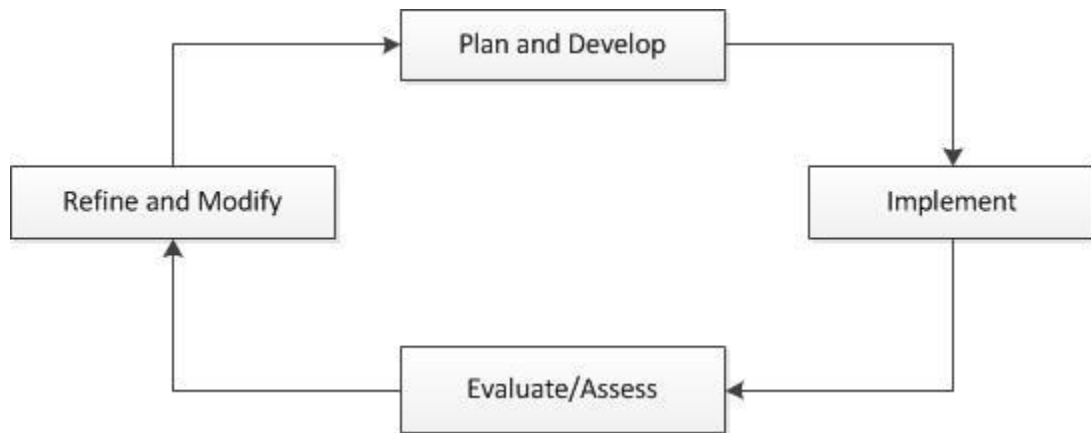 Plan and Develop
Refine and Modify
Implement
Evaluate/Assess